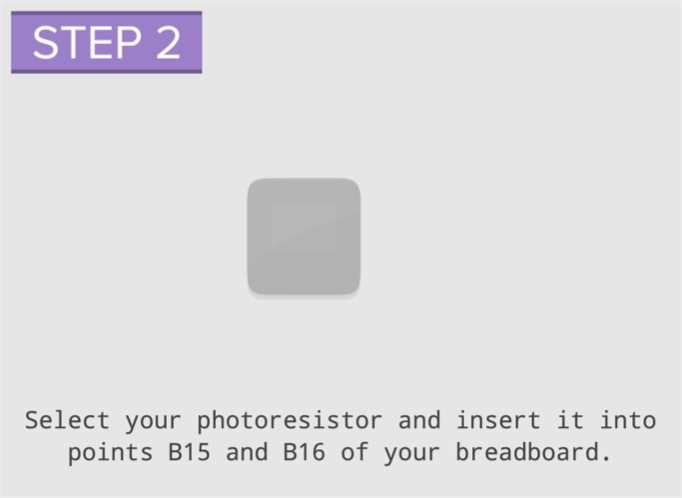 STEP 2
Select your photoresistor and insert it into
points B15 and B16 of your breadboard.